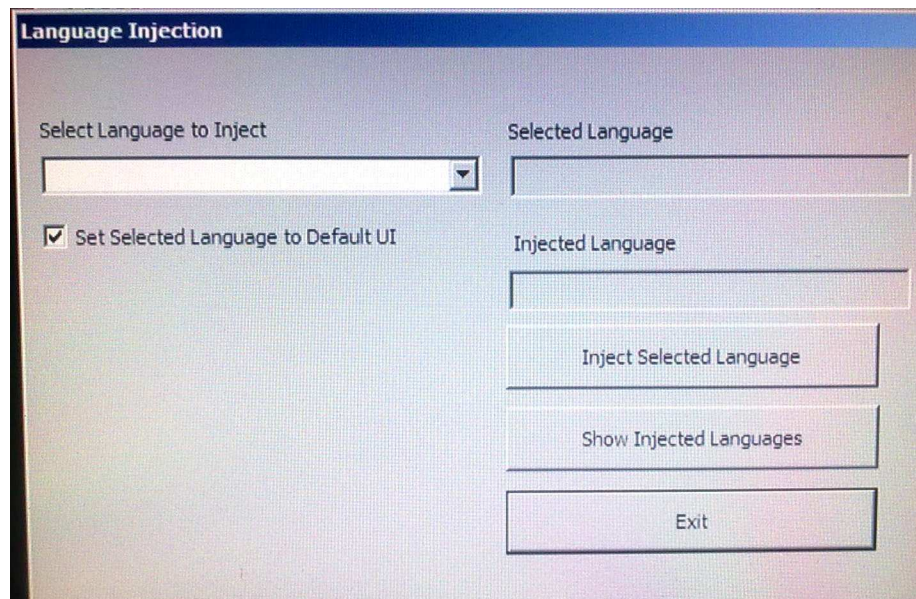 Language Injection
Select Language to Inject
Selected Language
Set Selected Language to Default UI
Injected Language
Inject Selected Language
Show Injected Languages
Exit